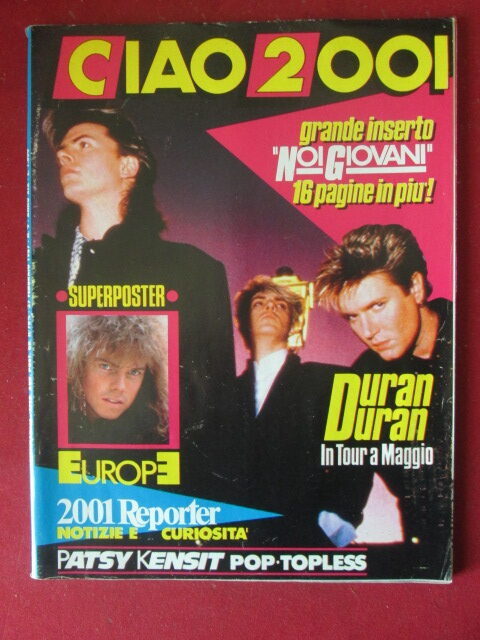 CIAO 2001
grande inserto
"NOI GIOVANI"
16 pagine in piu'!
•SUPERPOSTER•
EUROPE
Duran
Duran
In Tour a Maggio
2001 Reporter
NOTIZIE E CURIOSITA'
PATSY KENSIT POP•TOPLESS